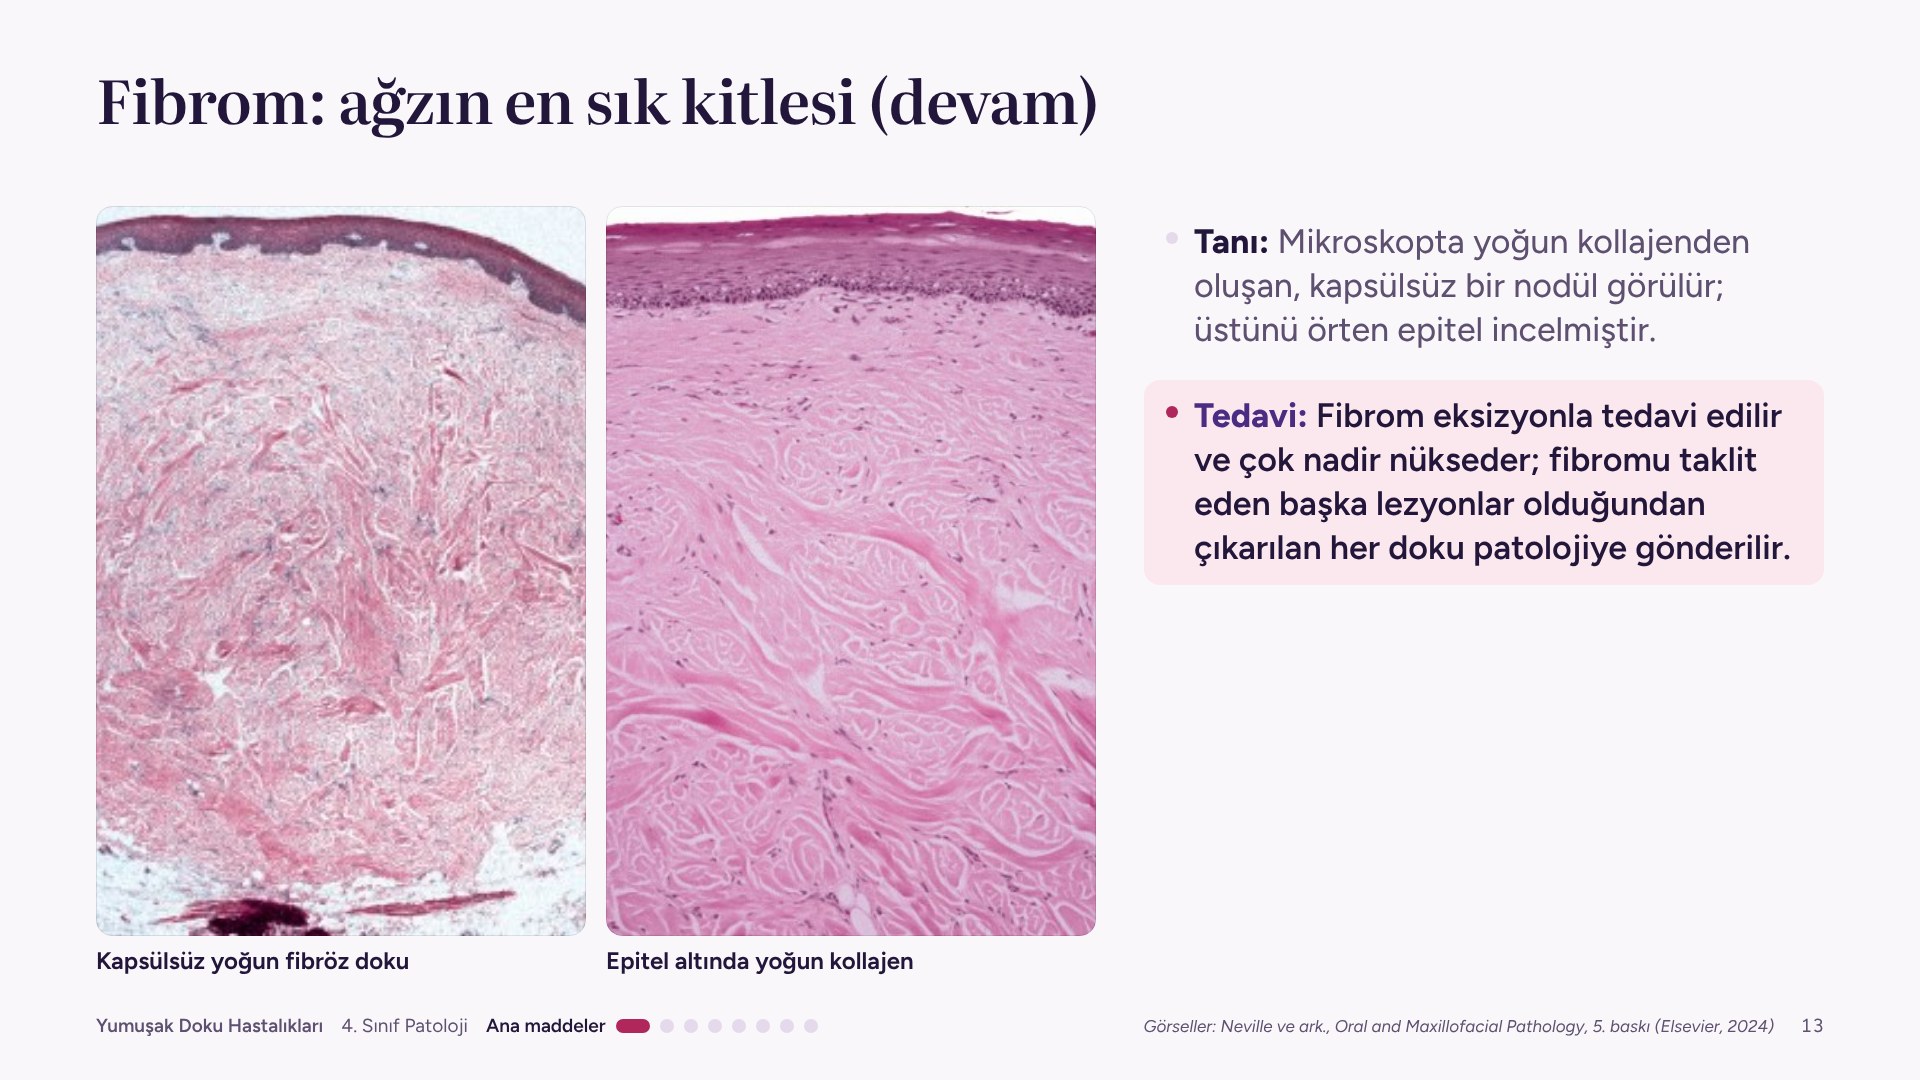 Fibrom: ağzın en sık kitlesi (devam)
Tanı: Mikroskopta yoğun kollajenden
oluşan, kapsülsüz bir nodül görülür;
üstünü örten epitel incelmiştir.
Tedavi: Fibrom eksizyonla tedavi edilir
ve çok nadir nükseder; fibromu taklit
eden başka lezyonlar olduğundan
çıkarılan her doku patolojiye gönderilir.
Kapsülsüz yoğun fibröz doku
Epitel altında yoğun kollajen
Yumuşak Doku Hastalıkları 4. Sınıf Patoloji Ana maddeler
Görseller: Neville ve ark., Oral and Maxillofacial Pathology, 5. baskı (Elsevier, 2024) 13